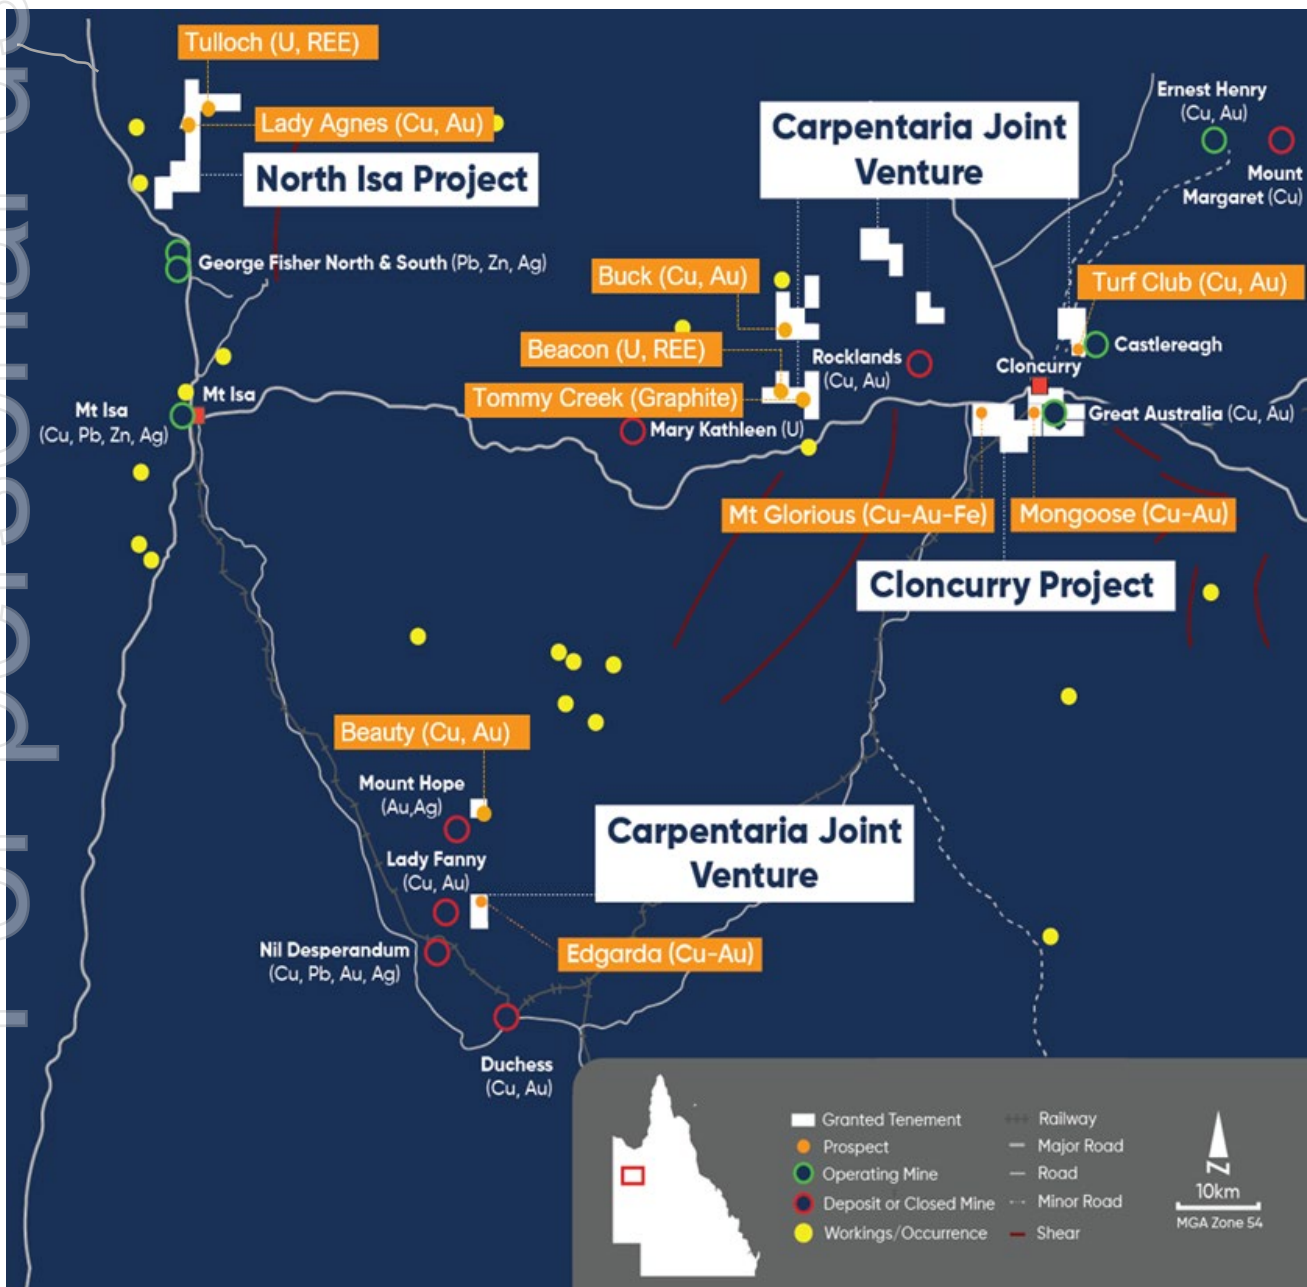 For personal use
Tulloch (U, REE)
Lady Agnes (Cu, Au)
North Isa Project
George Fisher North & South (Pb, Zn, Ag)
Carpentaria Joint
Venture
Ernest Henry
(Cu, Au)
Mount
Margaret (Cu)
Buck (Cu, Au)
Turf Club (Cu, Au)
Beacon (U, REE)
Rocklands
(Cu, Au)
Castlereagh
Cloncurry
Tommy Creek (Graphite)
Mt Isa
Mt Isa
(Cu, Pb, Zn, Ag)
Mary Kathleen (U)
Great Australia (Cu, Au)
Mt Glorious (Cu-Au-Fe)
Mongoose (Cu-Au)
Cloncurry Project
Beauty (Cu, Au)
Mount Hope
(Au,Ag)
Carpentaria Joint
Venture
Lady Fanny
(Cu, Au)
Nil Desperandum
(Cu, Pb, Au, Ag)
Edgarda (Cu-Au)
Duchess
(Cu, Au)
Granted Tenement
Prospect
Operating Mine
Deposit or Closed Mine
Workings/Occurrence
Railway
Major Road
Road
Minor Road
Shear
N
10km
MGA Zone 54